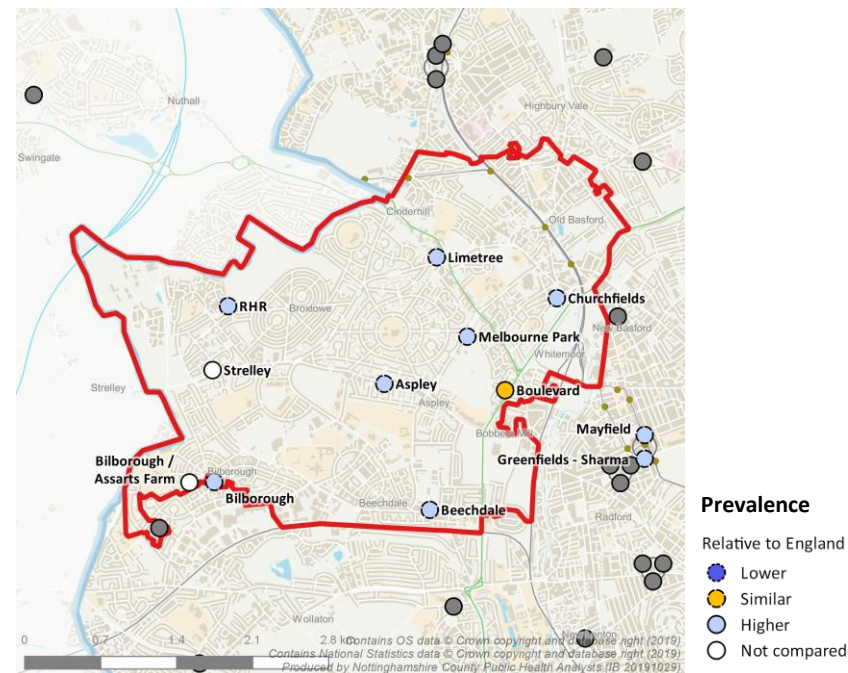 Nuthall
Highbury Vale
Swingate
Cinderhill
Old Basford
Limetree
Churchfields
RHR
Broxtowe
New Basford
Melbourne Park
Whitemoor
Strelley
Strelley
Aspley
Boulevard
Aspley
Mayfield
Bobbers Mill
Bilborough /
Assarts Farm
Bilborough
Greenfields - Sharma
Bilborough
Beechdale
Beechdale
Radford
Prevalence
Relative to England
Lower
Similar
Higher
Not compared
Wollaton
0 0.7 1.4 2.1 2.8 km
Contains OS data © Crown copyright and database right (2019)
Contains National Statistics data © Crown copyright and database right (2019)
Produced by Nottinghamshire County Public Health Analysts (IB 20191029)